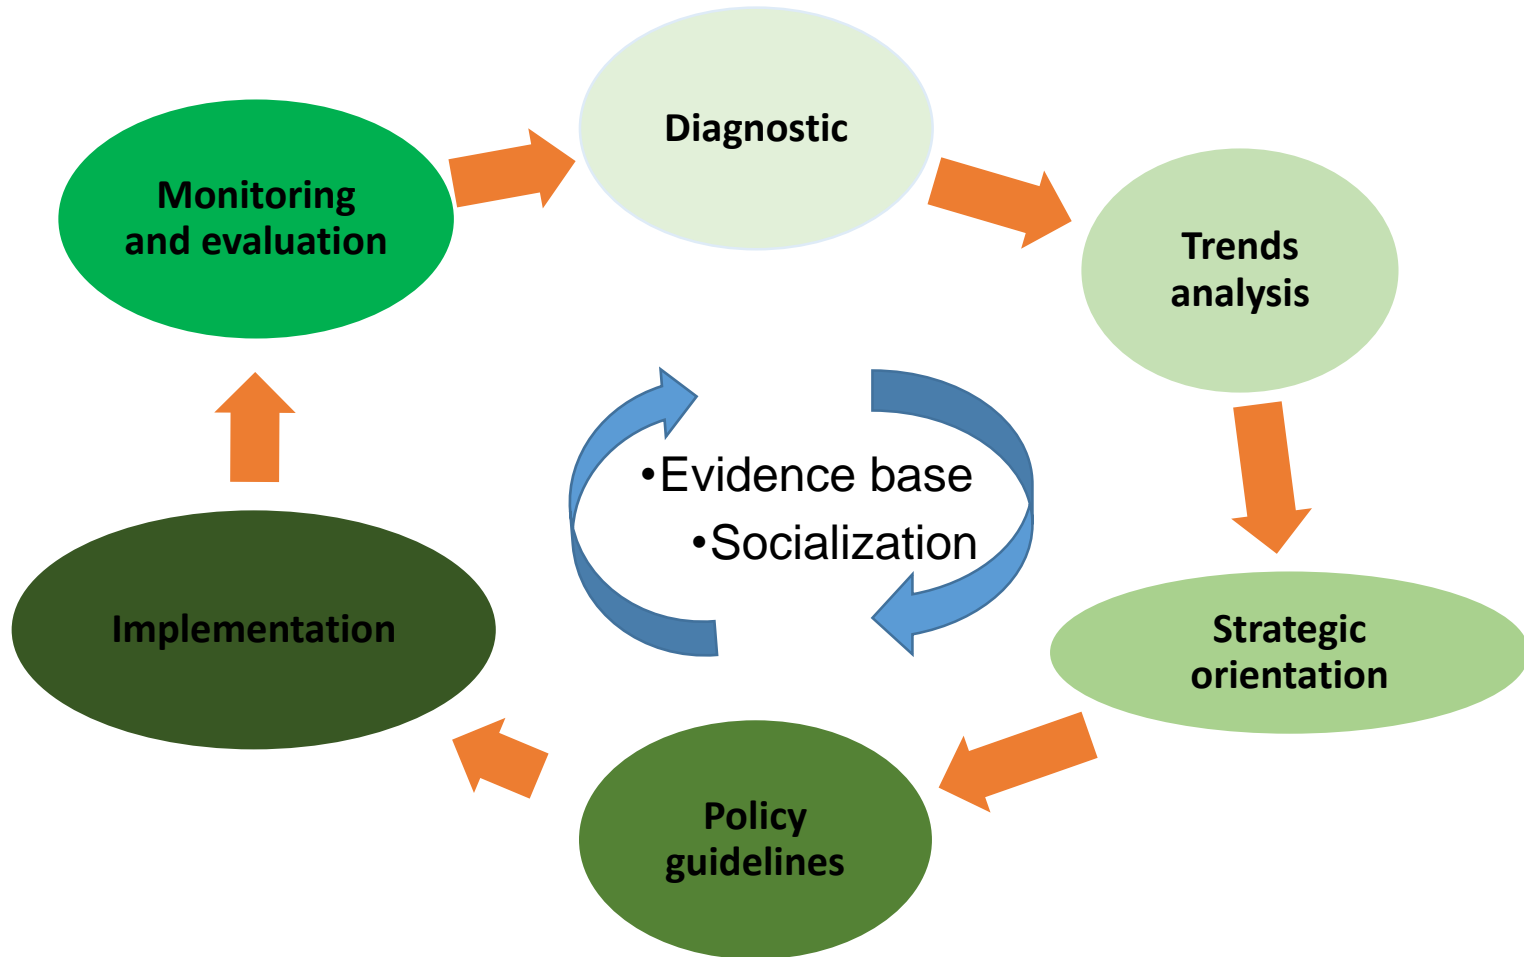 Diagnostic
Trends
analysis
Strategic
orientation
Policy
guidelines
Implementation
Monitoring
and evaluation
•Evidence base
•Socialization